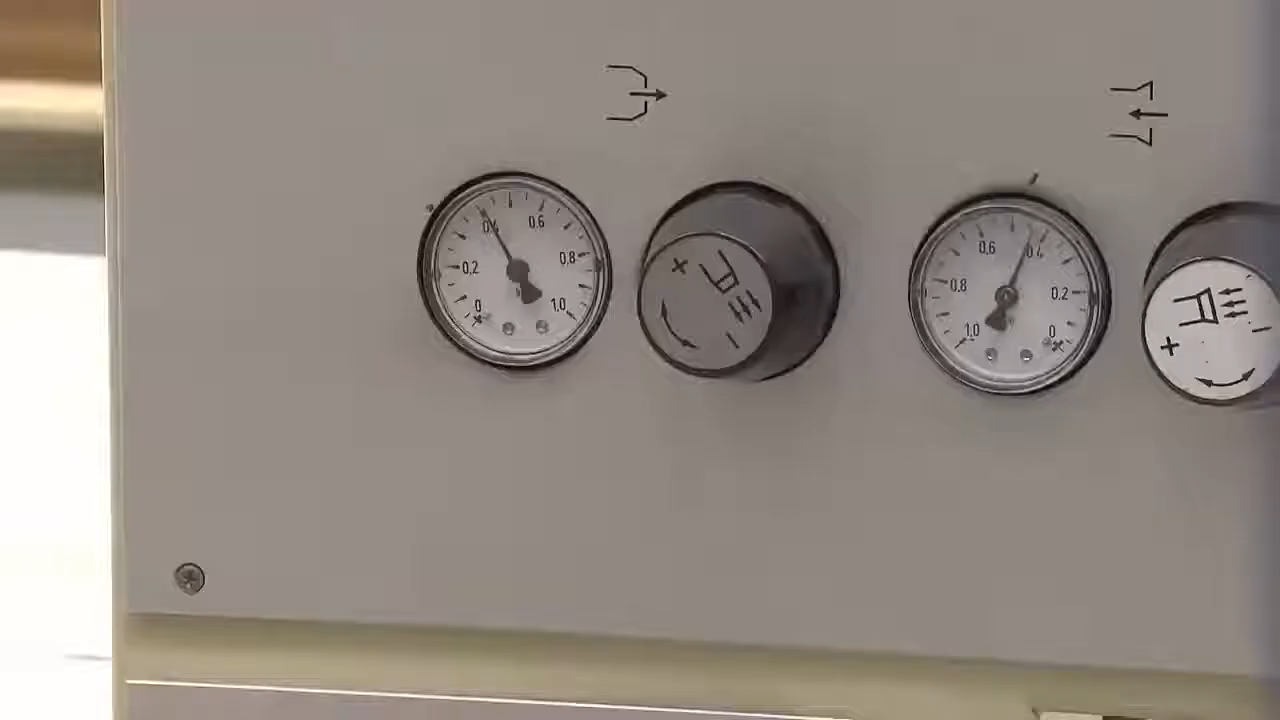 0 0,2 0,4 0,6 0,8 1,0
+ −
1,0 0,8 0,6 0,4 0,2 0
+ −